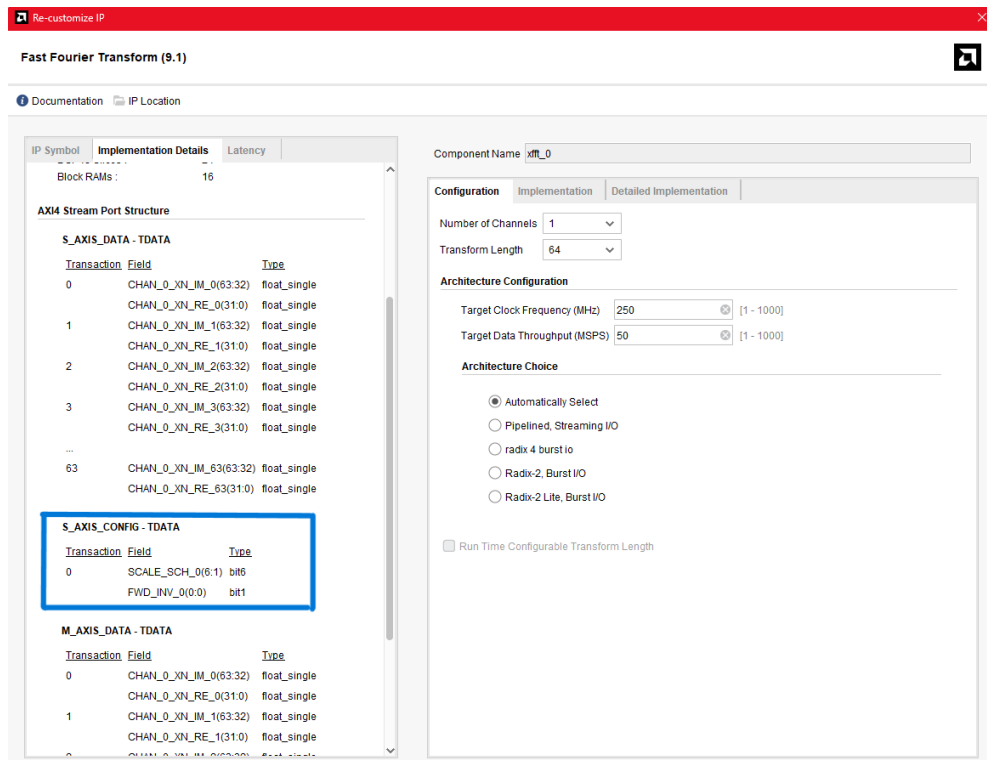 Re-customize IP
Fast Fourier Transform (9.1)
Documentation IP Location
IP Symbol Implementation Details Latency
Block RAMs : 16
AXI4 Stream Port Structure
S_AXIS_DATA - TDATA
Transaction Field Type
0 CHAN_0_XN_IM_0(63:32) float_single
CHAN_0_XN_RE_0(31:0) float_single
1 CHAN_0_XN_IM_1(63:32) float_single
CHAN_0_XN_RE_1(31:0) float_single
2 CHAN_0_XN_IM_2(63:32) float_single
CHAN_0_XN_RE_2(31:0) float_single
3 CHAN_0_XN_IM_3(63:32) float_single
CHAN_0_XN_RE_3(31:0) float_single
...
63 CHAN_0_XN_IM_63(63:32) float_single
CHAN_0_XN_RE_63(31:0) float_single
S_AXIS_CONFIG - TDATA
Transaction Field Type
0 SCALE_SCH_0(6:1) bit6
FWD_INV_0(0:0) bit1
M_AXIS_DATA - TDATA
Transaction Field Type
0 CHAN_0_XN_IM_0(63:32) float_single
CHAN_0_XN_RE_0(31:0) float_single
1 CHAN_0_XN_IM_1(63:32) float_single
CHAN_0_XN_RE_1(31:0) float_single
Component Name xfft_0
Configuration Implementation Detailed Implementation
Number of Channels 1
Transform Length 64
Architecture Configuration
Target Clock Frequency (MHz) 250 [1 - 1000]
Target Data Throughput (MSPS) 50 [1 - 1000]
Architecture Choice
Automatically Select
Pipelined, Streaming I/O
radix 4 burst io
Radix-2, Burst I/O
Radix-2 Lite, Burst I/O
Run Time Configurable Transform Length